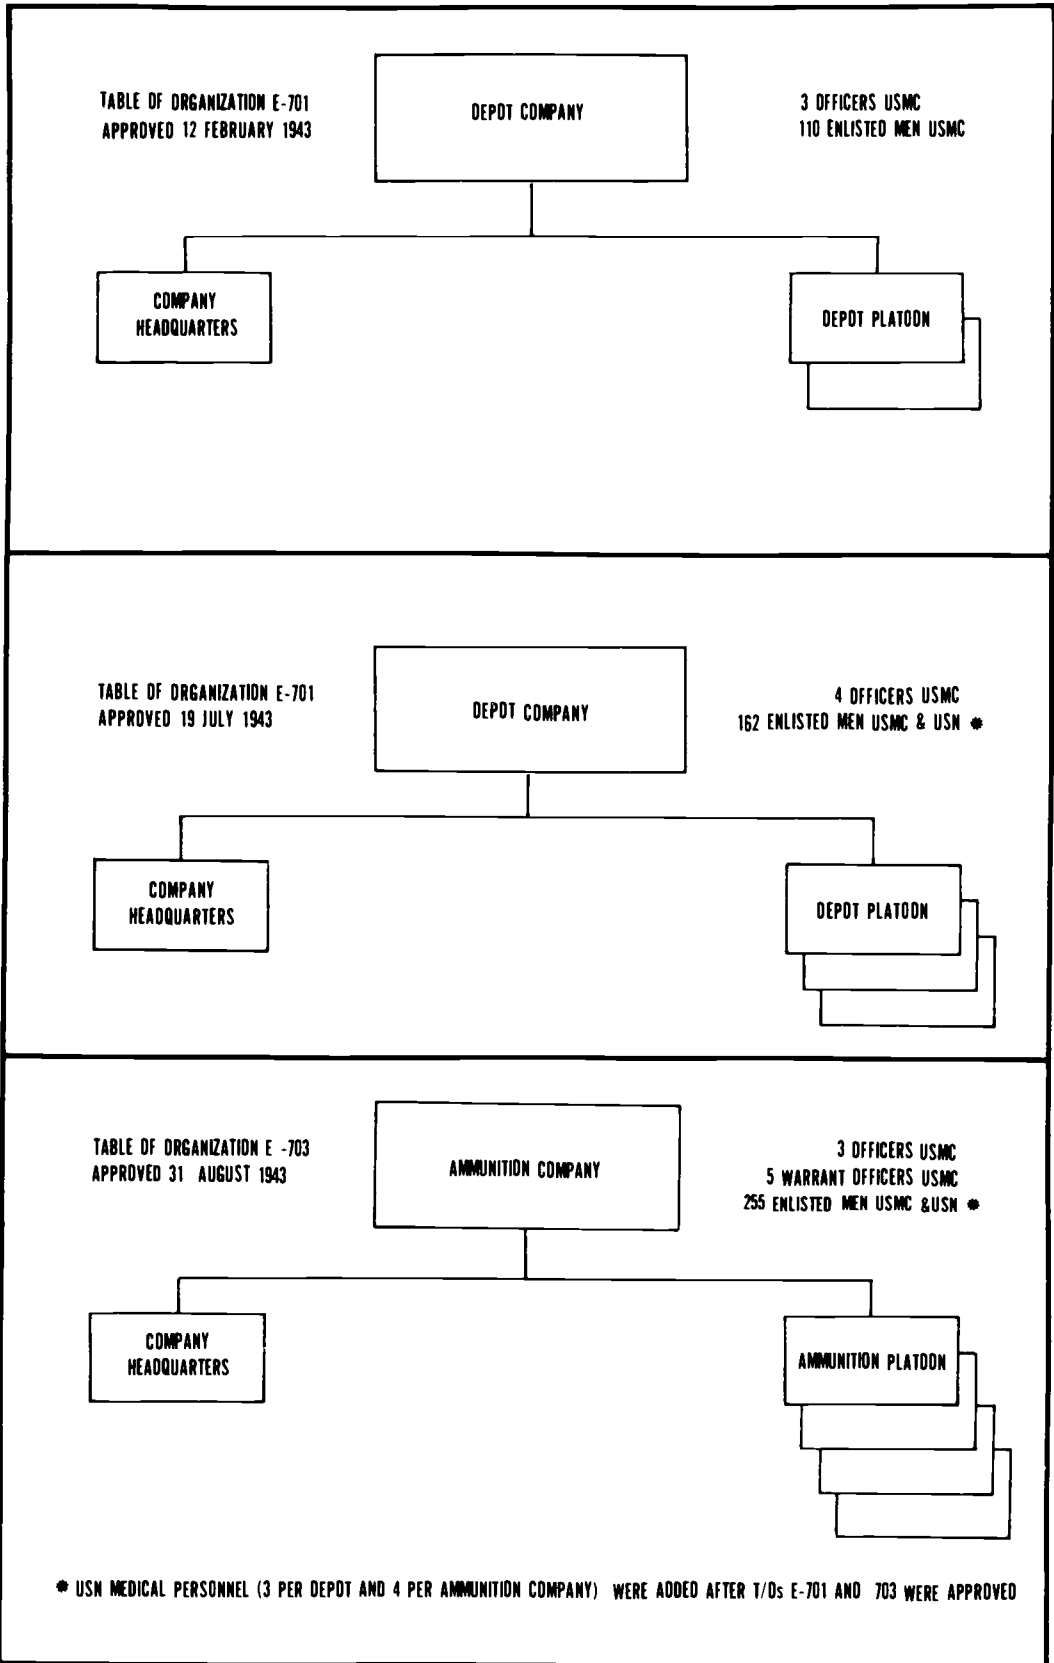 TABLE OF ORGANIZATION E-701
APPROVED 12 FEBRUARY 1943
DEPOT COMPANY
3 OFFICERS USMC
110 ENLISTED MEN USMC
COMPANY
HEADQUARTERS
DEPOT PLATOON
TABLE OF ORGANIZATION E-701
APPROVED 19 JULY 1943
DEPOT COMPANY
4 OFFICERS USMC
162 ENLISTED MEN USMC & USN *
COMPANY
HEADQUARTERS
DEPOT PLATOON
TABLE OF ORGANIZATION E -703
APPROVED 31 AUGUST 1943
AMMUNITION COMPANY
3 OFFICERS USMC
5 WARRANT OFFICERS USMC
255 ENLISTED MEN USMC &USN *
COMPANY
HEADQUARTERS
AMMUNITION PLATOON
* USN MEDICAL PERSONNEL (3 PER DEPOT AND 4 PER AMMUNITION COMPANY) WERE ADDED AFTER T/Os E-701 AND 703 WERE APPROVED